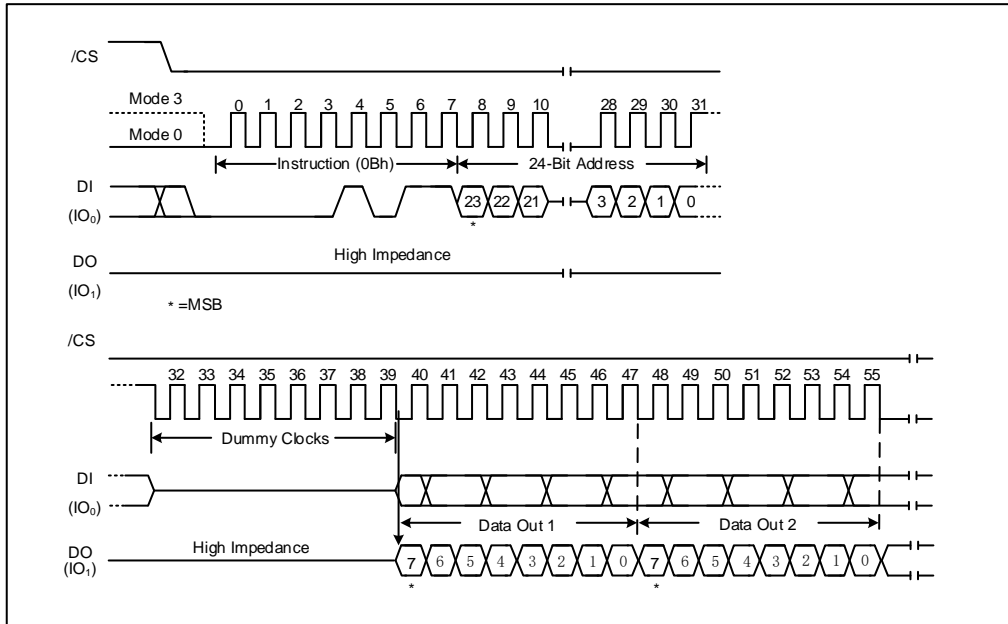 /CS
Mode 3
0 1 2 3 4 5 6 7 8 9 10 28 29 30 31
Mode 0
Instruction (0Bh) 24-Bit Address
DI
(IO₀)
23 22 21 3 2 1 0
*
DO
(IO₁)
High Impedance
* =MSB
/CS
32 33 34 35 36 37 38 39 40 41 42 43 44 45 46 47 48 49 50 51 52 53 54 55
Dummy Clocks
DI
(IO₀)
Data Out 1 Data Out 2
DO
(IO₁)
High Impedance
7 6 5 4 3 2 1 0 7 6 5 4 3 2 1 0
* *